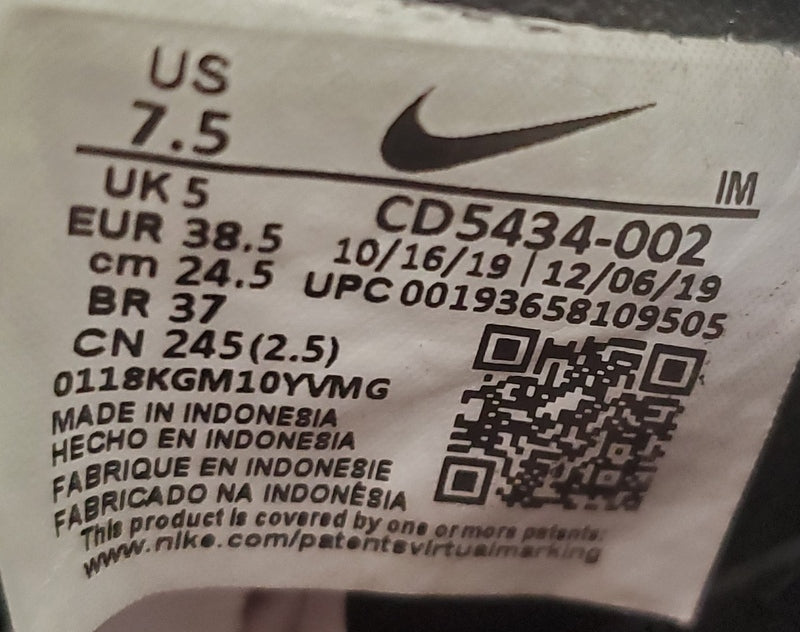 US
7.5
IM
UK 5
EUR 38.5
cm 24.5
BR 37
CN 245(2.5)
CD5434-002
10/16/19 | 12/06/19
UPC 00193658109505
0118KGM10YVMG
MADE IN INDONESIA
HECHO EN INDONESIA
FABRIQUE EN INDONESIE
FABRICADO NA INDONÉSIA
This product is covered by one or more patents:
www.nike.com/patentsvirtualmarking